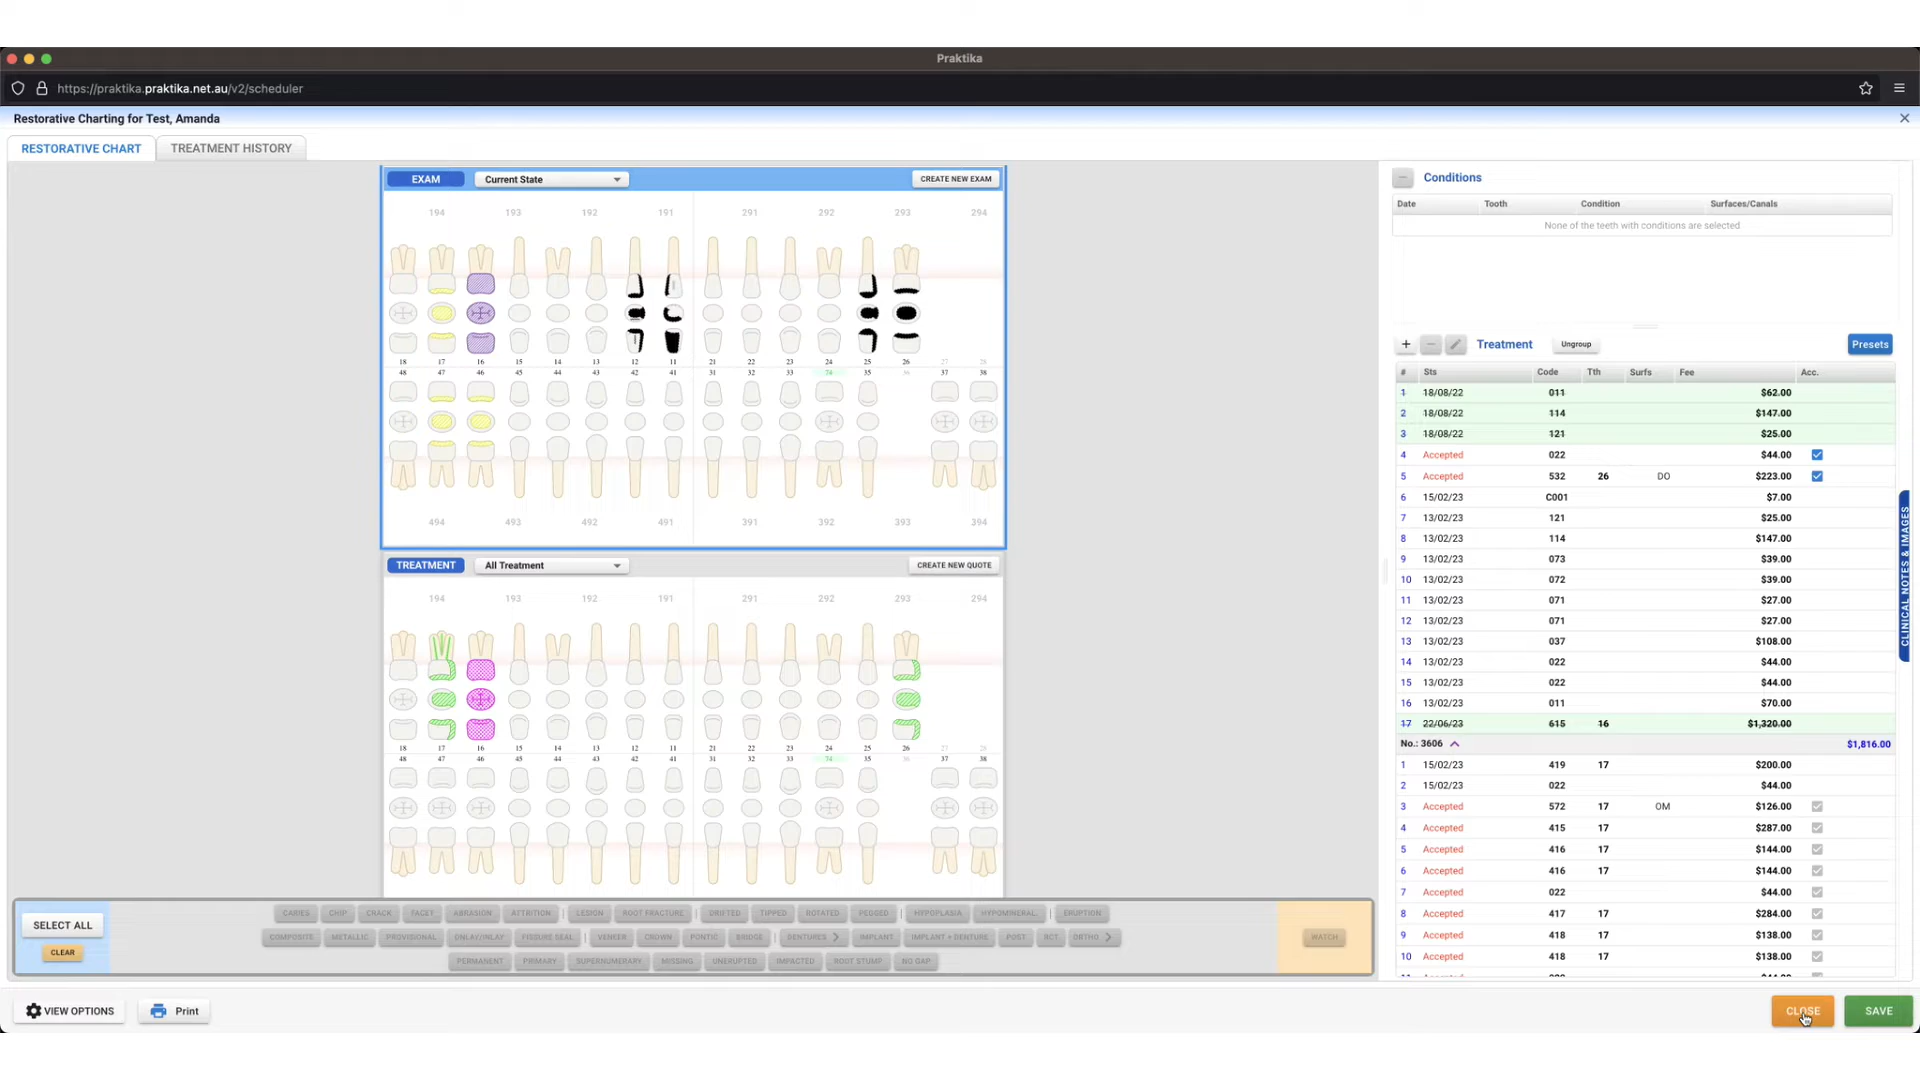 Praktika
https://praktika.praktika.net.au/v2/scheduler
Restorative Charting for Test, Amanda
RESTORATIVE CHART TREATMENT HISTORY
EXAM Current State CREATE NEW EXAM
194 193 192 191 291 292 293 294
18 17 16 15 14 13 12 11 21 22 23 24 25 26 27 28
48 47 46 45 44 43 42 41 31 32 33 74 35 36 37 38
494 493 492 491 391 392 393 394
TREATMENT All Treatment CREATE NEW QUOTE
194 193 192 191 291 292 293 294
18 17 16 15 14 13 12 11 21 22 23 24 25 26 27 28
48 47 46 45 44 43 42 41 31 32 33 74 35 36 37 38
SELECT ALL
CLEAR
CARIES CHIP CRACK FACET ABRASION ATTRITION LESION ROOT FRACTURE DRIFTED TIPPED ROTATED PEGGED HYPOPLASIA HYPOMINERAL. ERUPTION
COMPOSITE METALLIC PROVISIONAL ONLAY/INLAY FISSURE SEAL VENEER CROWN PONTIC BRIDGE DENTURES IMPLANT IMPLANT + DENTURE POST RCT ORTHO
PERMANENT PRIMARY SUPERNUMERARY MISSING UNERUPTED IMPACTED ROOT STUMP NO GAP
WATCH
Conditions
Date Tooth Condition Surfaces/Canals
None of the teeth with conditions are selected
+ Treatment Ungroup Presets
# Sts Code Tth Surfs Fee Acc.
1 18/08/22 011 $62.00
2 18/08/22 114 $147.00
3 18/08/22 121 $25.00
4 Accepted 022 $44.00
5 Accepted 532 26 DO $223.00
6 15/02/23 C001 $7.00
7 13/02/23 121 $25.00
8 13/02/23 114 $147.00
9 13/02/23 073 $39.00
10 13/02/23 072 $39.00
11 13/02/23 071 $27.00
12 13/02/23 071 $27.00
13 13/02/23 037 $108.00
14 13/02/23 022 $44.00
15 13/02/23 022 $44.00
16 13/02/23 011 $70.00
17 22/06/23 615 16 $1,320.00
No.: 3606 $1,816.00
1 15/02/23 419 17 $200.00
2 15/02/23 022 $44.00
3 Accepted 572 17 OM $126.00
4 Accepted 415 17 $287.00
5 Accepted 416 17 $144.00
6 Accepted 416 17 $144.00
7 Accepted 022 $44.00
8 Accepted 417 17 $284.00
9 Accepted 418 17 $138.00
10 Accepted 418 17 $138.00
CLINICAL NOTES & IMAGES
VIEW OPTIONS Print CLOSE SAVE